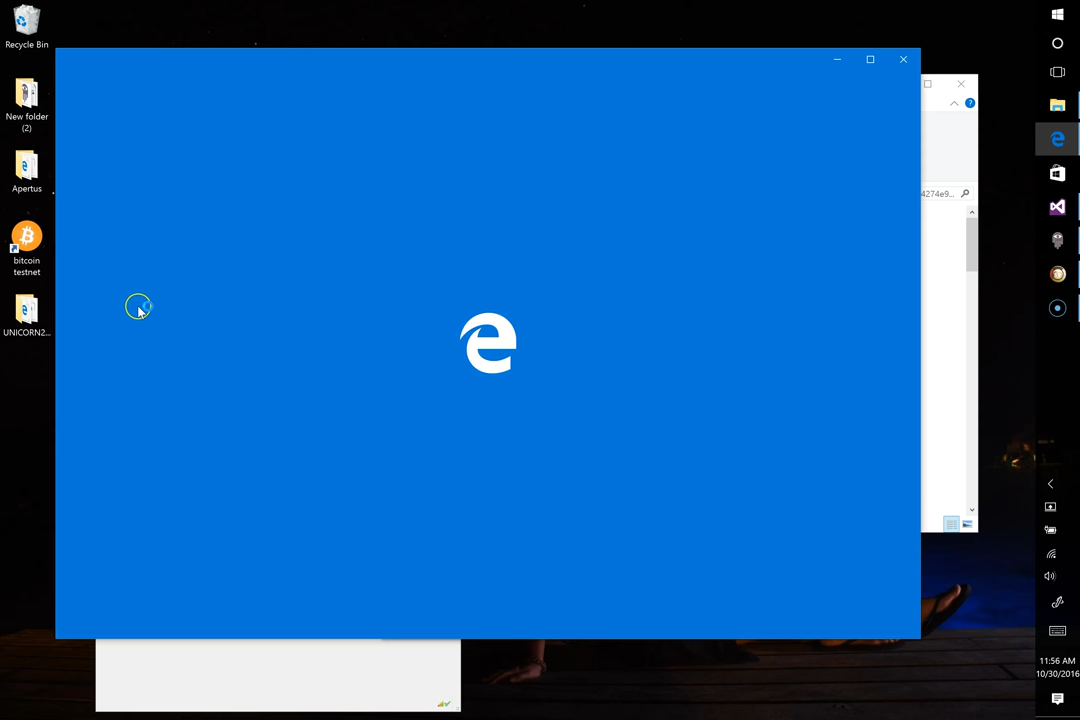 Recycle Bin
New folder
(2)
Apertus
bitcoin
testnet
UNICORN2...
4274e9...
11:56 AM
10/30/2016